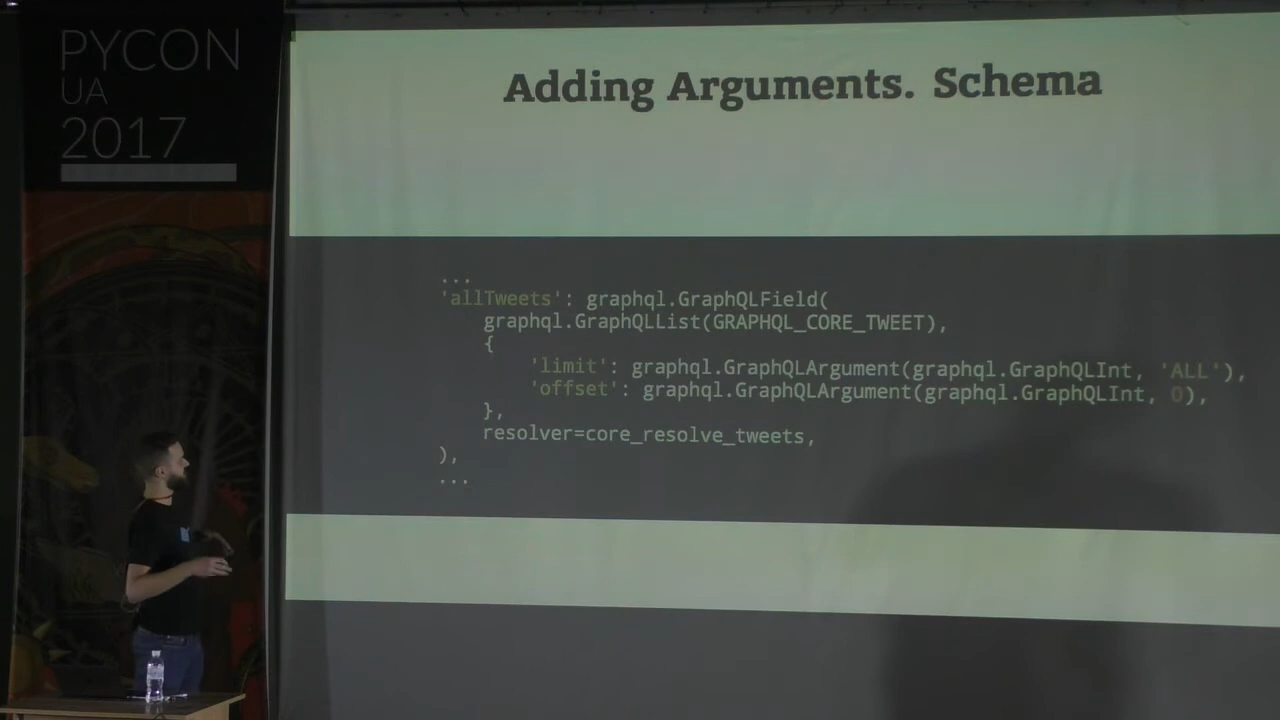 PYCON
UA
2017
Adding Arguments. Schema
...
'allTweets': graphql.GraphQLField(
graphql.GraphQLList(GRAPHQL_CORE_TWEET),
{
'limit': graphql.GraphQLArgument(graphql.GraphQLInt, 'ALL'),
'offset': graphql.GraphQLArgument(graphql.GraphQLInt, 0),
},
resolver=core_resolve_tweets,
),
...